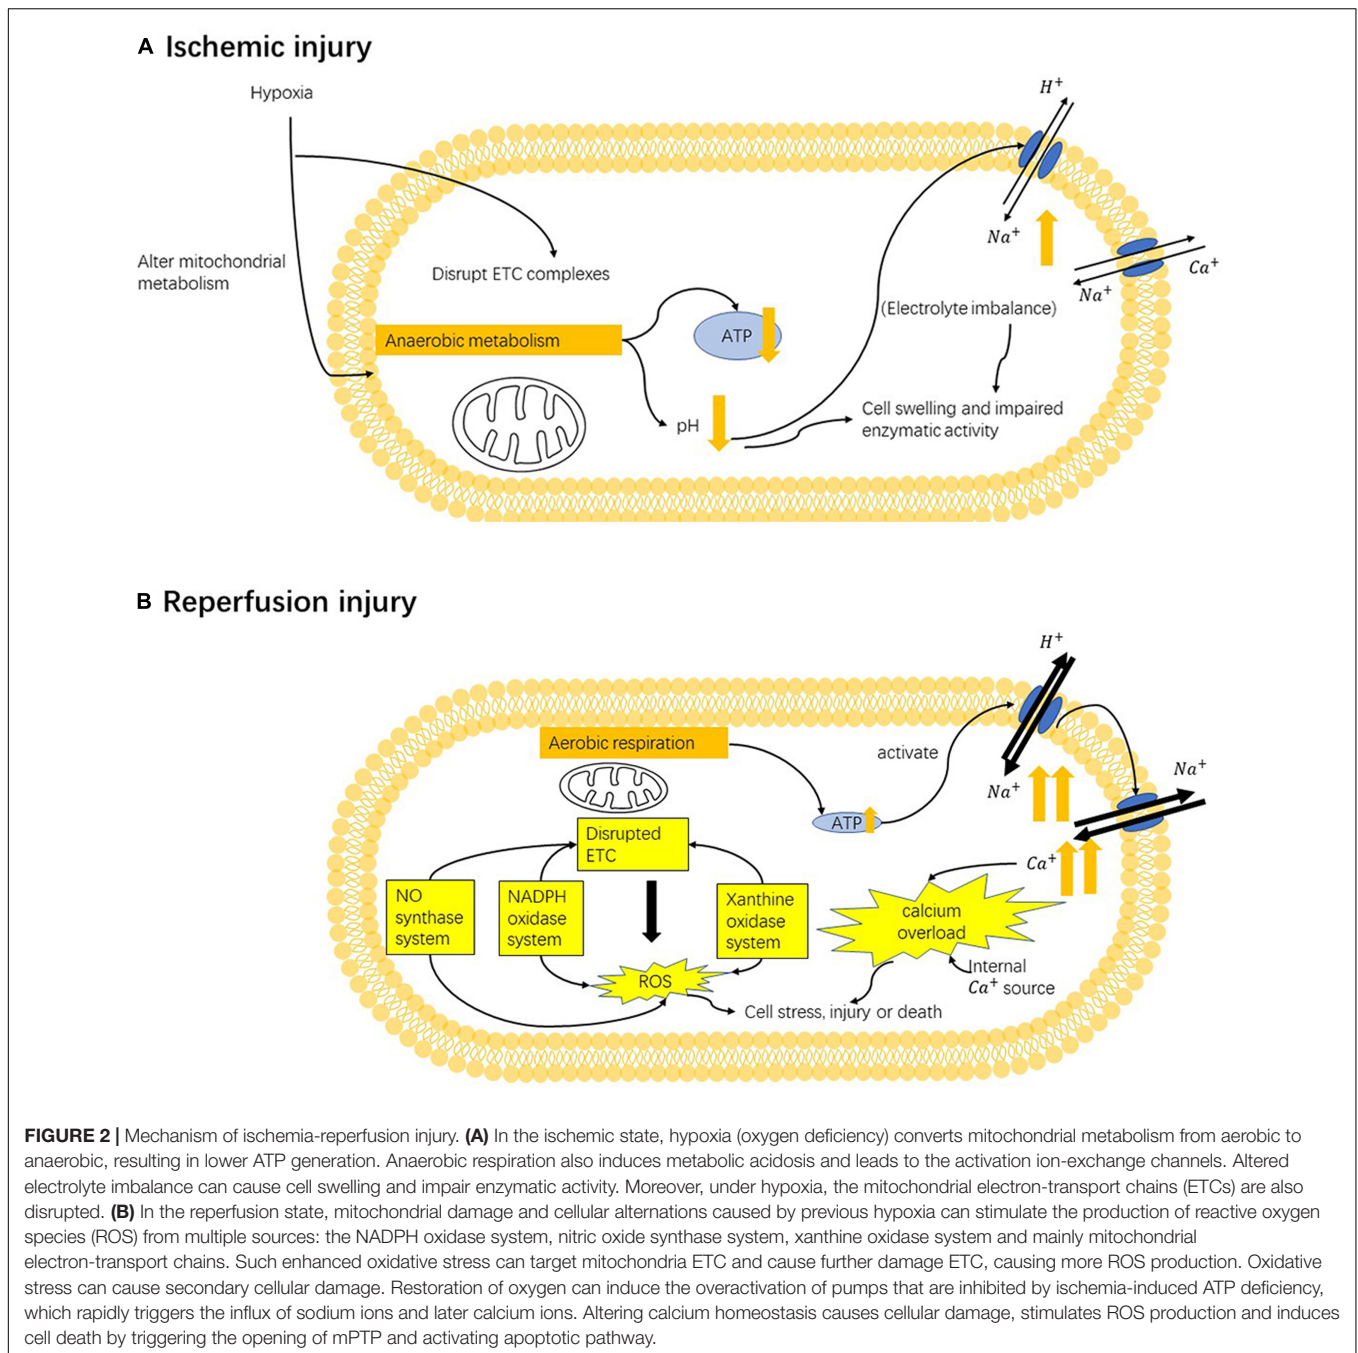 A Ischemic injury
Hypoxia
H+
Na+
Alter mitochondrial
metabolism
Disrupt ETC complexes
Ca+
Na+
(Electrolyte imbalance)
Anaerobic metabolism
ATP
pH
Cell swelling and impaired
enzymatic activity
B Reperfusion injury
H+
Aerobic respiration
activate
Na+
Na+
ATP
Disrupted
ETC
Ca+
NO
synthase
system
NADPH
oxidase
system
Xanthine
oxidase
system
calcium
overload
ROS
Internal
Ca+ source
Cell stress, injury or death
FIGURE 2 | Mechanism of ischemia-reperfusion injury. (A) In the ischemic state, hypoxia (oxygen deficiency) converts mitochondrial metabolism from aerobic to
anaerobic, resulting in lower ATP generation. Anaerobic respiration also induces metabolic acidosis and leads to the activation ion-exchange channels. Altered
electrolyte imbalance can cause cell swelling and impair enzymatic activity. Moreover, under hypoxia, the mitochondrial electron-transport chains (ETCs) are also
disrupted. (B) In the reperfusion state, mitochondrial damage and cellular alternations caused by previous hypoxia can stimulate the production of reactive oxygen
species (ROS) from multiple sources: the NADPH oxidase system, nitric oxide synthase system, xanthine oxidase system and mainly mitochondrial
electron-transport chains. Such enhanced oxidative stress can target mitochondria ETC and cause further damage ETC, causing more ROS production. Oxidative
stress can cause secondary cellular damage. Restoration of oxygen can induce the overactivation of pumps that are inhibited by ischemia-induced ATP deficiency,
which rapidly triggers the influx of sodium ions and later calcium ions. Altering calcium homeostasis causes cellular damage, stimulates ROS production and induces
cell death by triggering the opening of mPTP and activating apoptotic pathway.